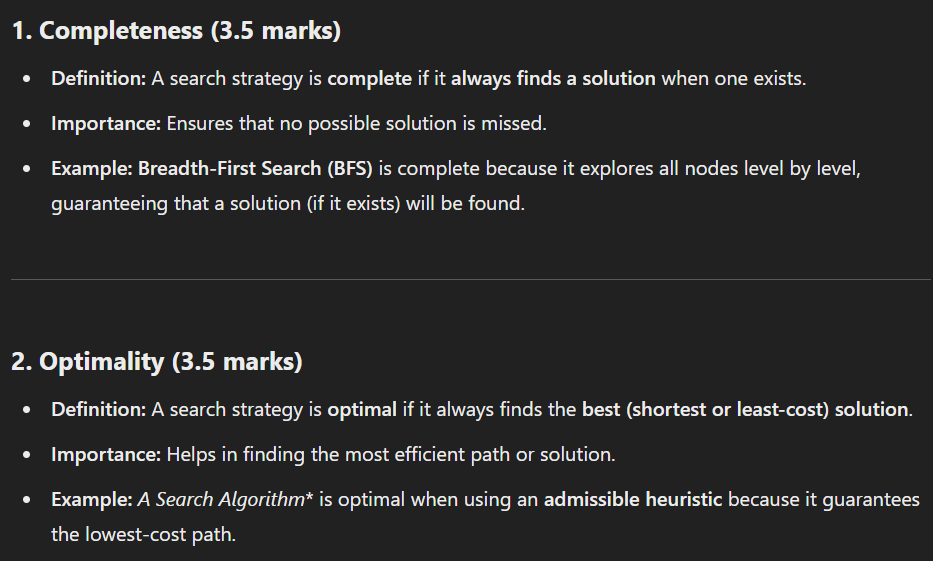 1. Completeness (3.5 marks)
• Definition: A search strategy is complete if it always finds a solution when one exists.
• Importance: Ensures that no possible solution is missed.
• Example: Breadth-First Search (BFS) is complete because it explores all nodes level by level,
guaranteeing that a solution (if it exists) will be found.
2. Optimality (3.5 marks)
• Definition: A search strategy is optimal if it always finds the best (shortest or least-cost) solution.
• Importance: Helps in finding the most efficient path or solution.
• Example: A Search Algorithm* is optimal when using an admissible heuristic because it guarantees
the lowest-cost path.